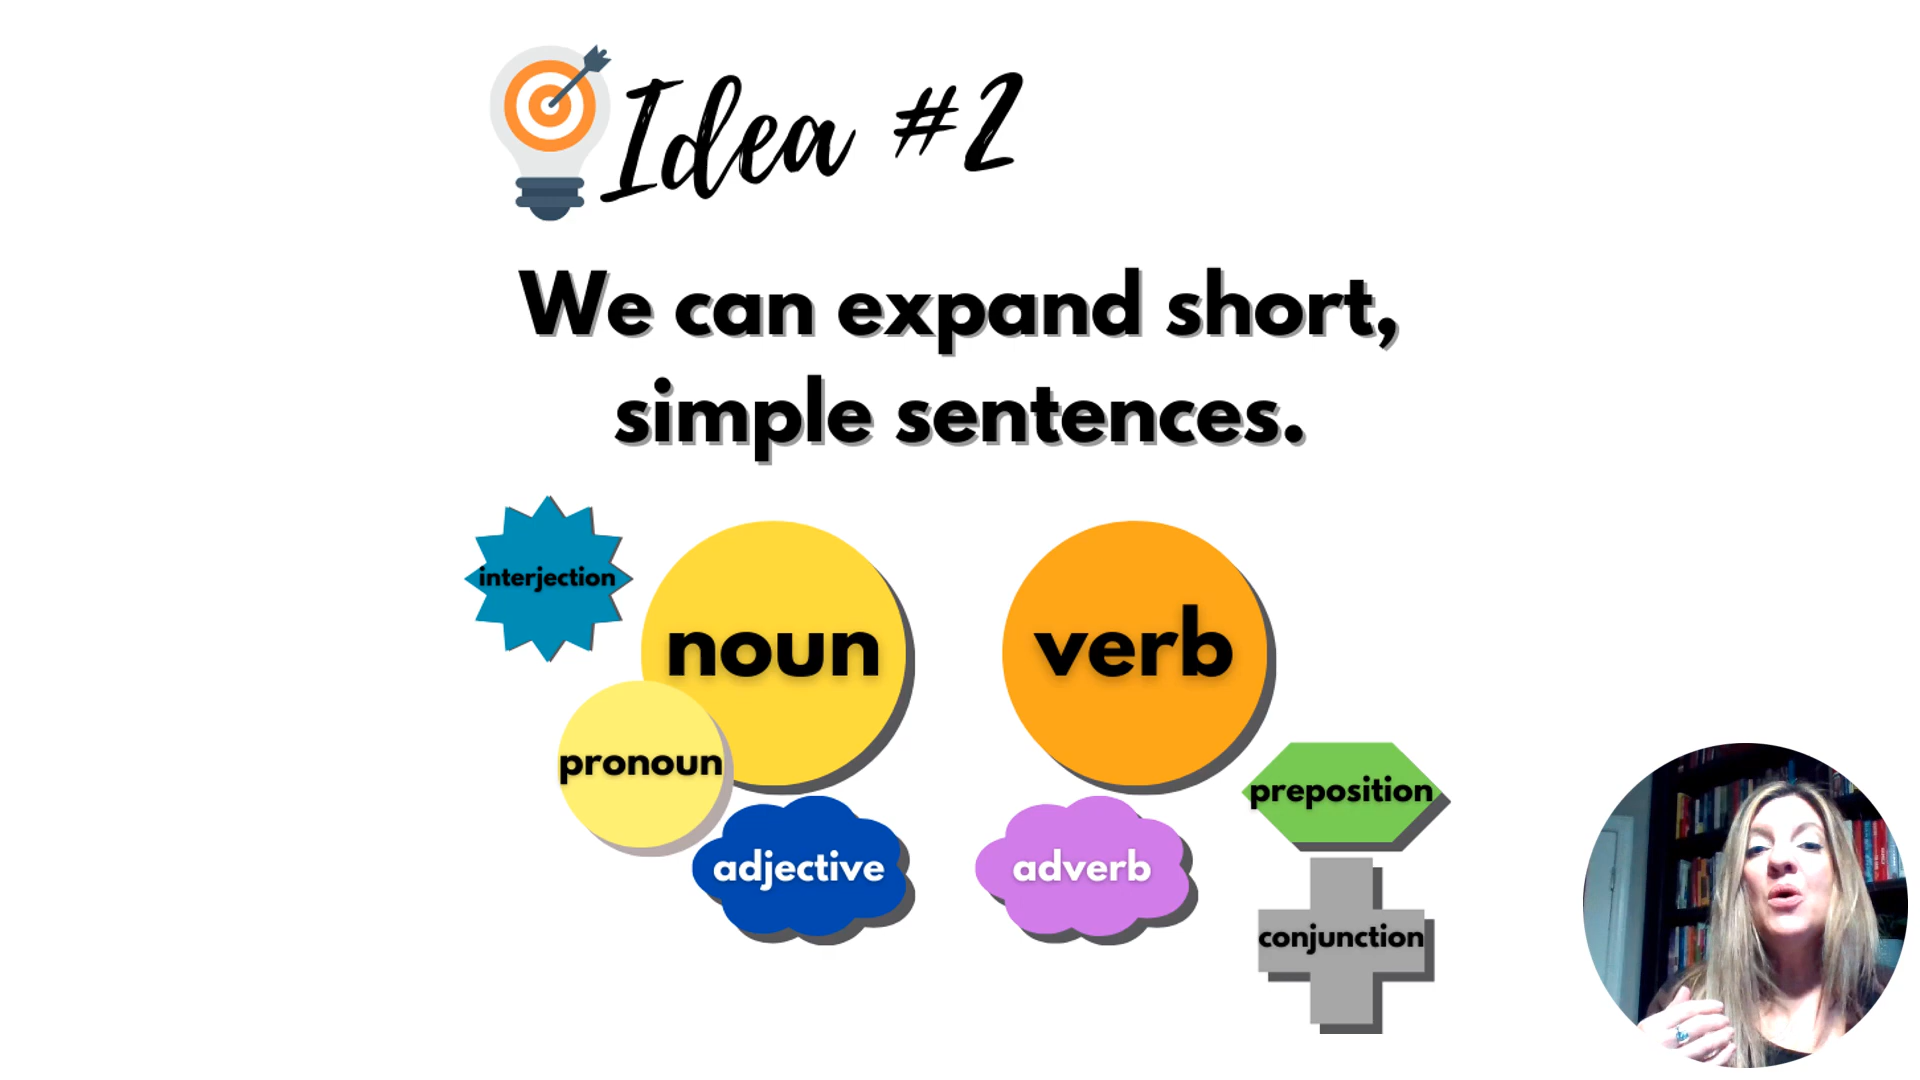 Idea #2
We can expand short,
simple sentences.
interjection
noun
verb
pronoun
preposition
adjective
adverb
conjunction